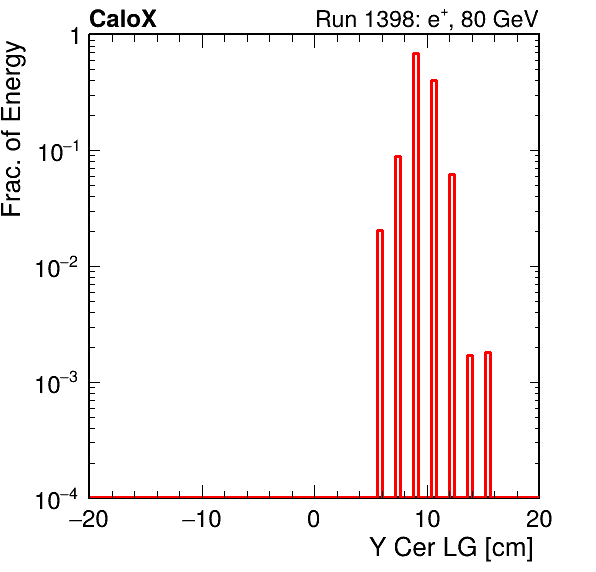 CaloX Run 1398: e⁺, 80 GeV
Frac. of Energy
1
10⁻¹
10⁻²
10⁻³
10⁻⁴
−20 −10 0 10 20
Y Cer LG [cm]